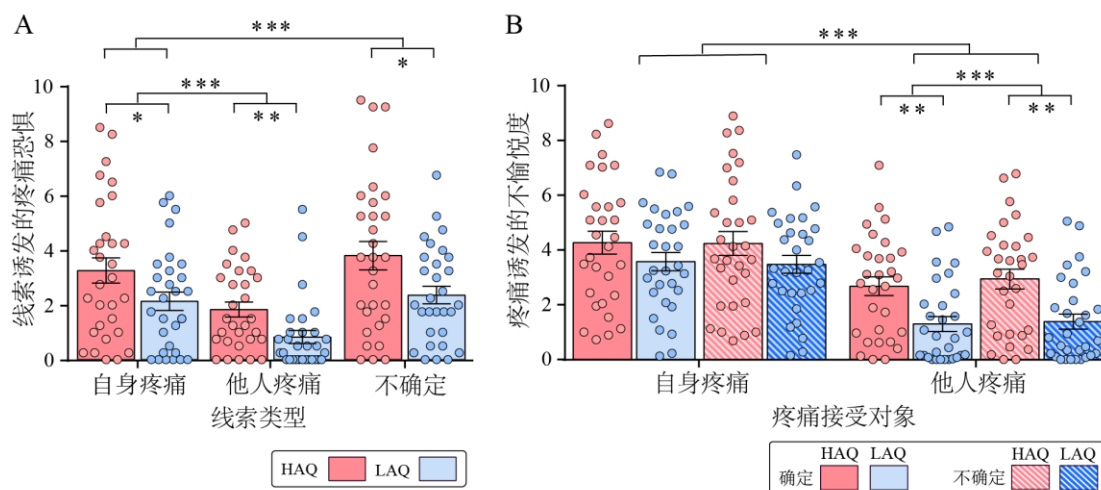 A
***
***
*
**
*
线索诱发的疼痛恐惧
10
8
6
4
2
0
自身疼痛
他人疼痛
不确定
线索类型
HAQ
LAQ
B
***
***
**
**
疼痛诱发的不愉悦度
10
8
6
4
2
0
自身疼痛
他人疼痛
疼痛接受对象
HAQ LAQ HAQ LAQ
确定 不确定